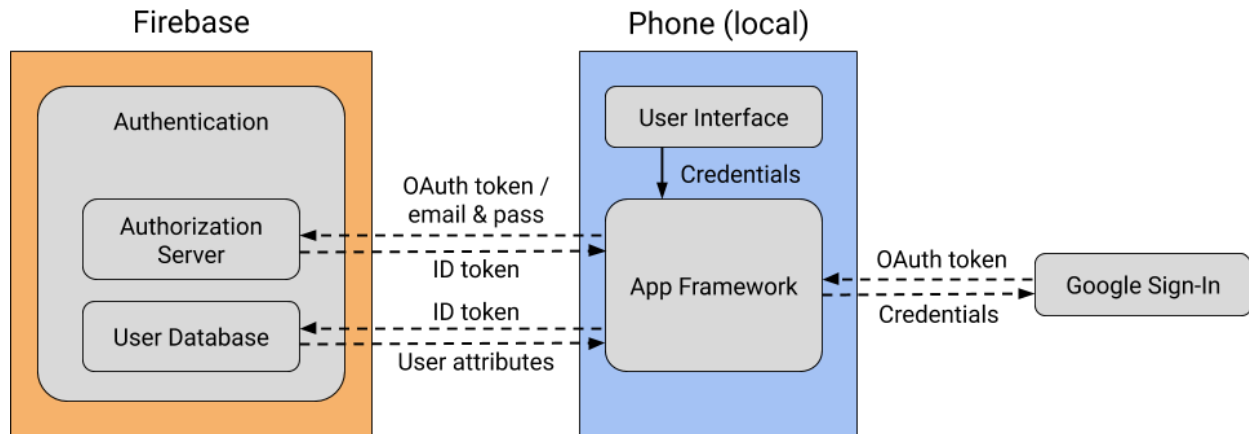 Firebase
Phone (local)
Authentication
User Interface
Credentials
OAuth token /
email & pass
Authorization
Server
ID token
App Framework
OAuth token
Google Sign-In
Credentials
ID token
User Database
User attributes